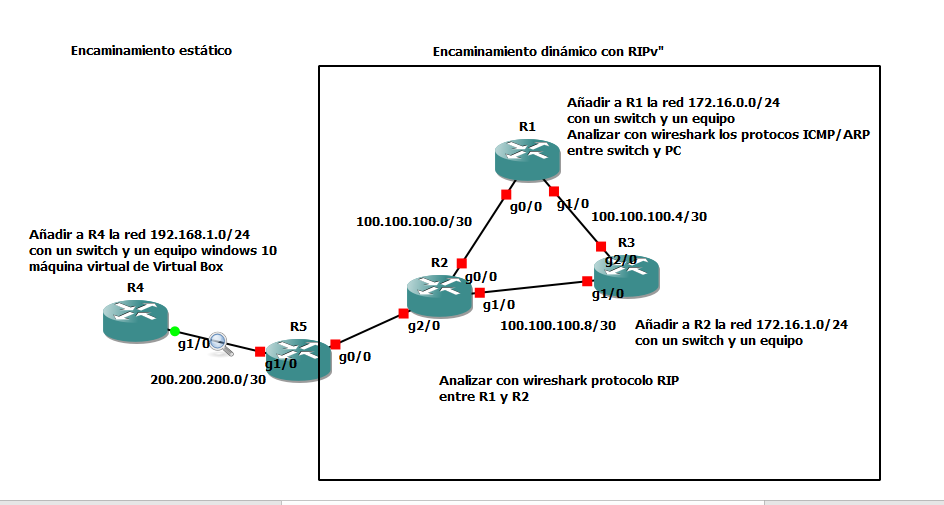 Encaminamiento estático
Encaminamiento dinámico con RIPv"
Añadir a R1 la red 172.16.0.0/24
con un switch y un equipo
Analizar con wireshark los protocos ICMP/ARP
entre switch y PC
R1
g0/0
g1/0
100.100.100.0/30
100.100.100.4/30
Añadir a R4 la red 192.168.1.0/24
con un switch y un equipo windows 10
máquina virtual de Virtual Box
R3
g2/0
R2
g0/0
g1/0
g1/0
g2/0
100.100.100.8/30
Añadir a R2 la red 172.16.1.0/24
con un switch y un equipo
R4
g1/0
R5
g0/0
g1/0
200.200.200.0/30
Analizar con wireshark protocolo RIP
entre R1 y R2